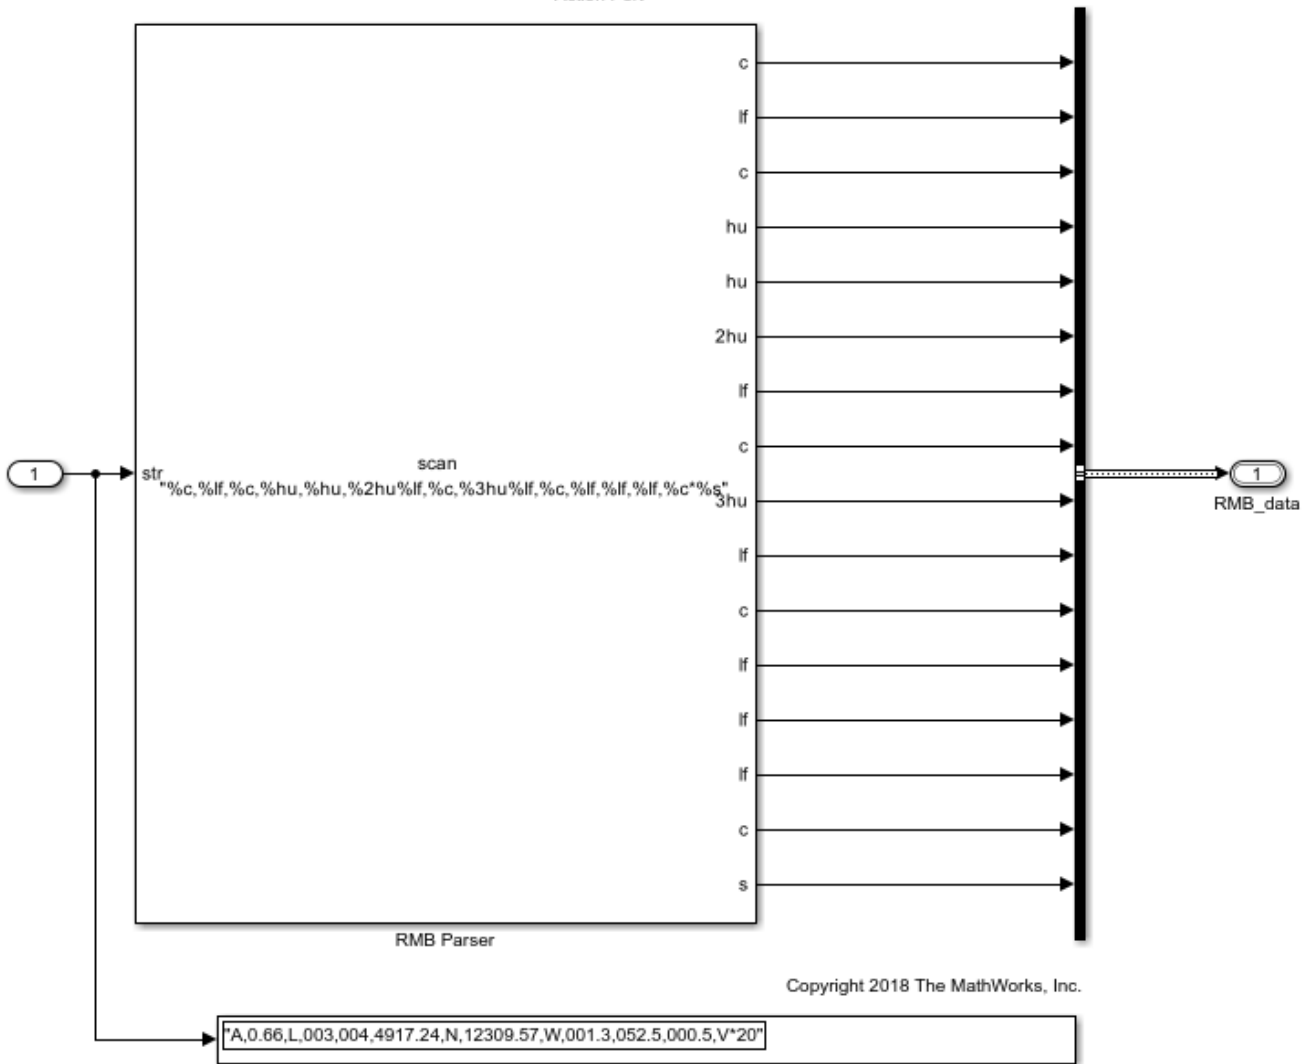 c
lf
c
hu
hu
2hu
lf
c
1
str
scan
"%c,%lf,%c,%hu,%hu,%2hu%lf,%c,%3hu%lf,%c,%lf,%lf,%lf,%c*%s"
1
RMB_data
3hu
lf
c
lf
lf
lf
c
s
RMB Parser
Copyright 2018 The MathWorks, Inc.
"A,0.66,L,003,004,4917.24,N,12309.57,W,001.3,052.5,000.5,V*20"